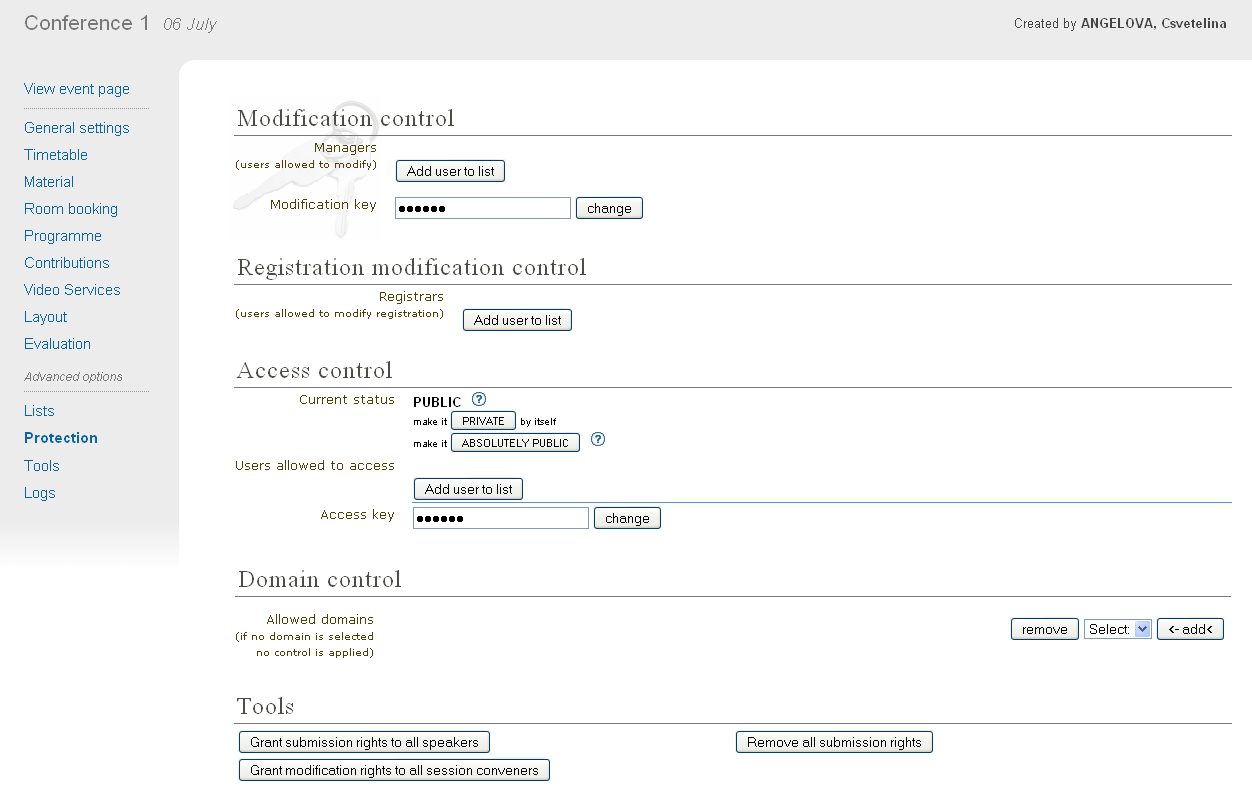 Conference 1 06 July
Created by ANGELOVA, Csvetelina
View event page
General settings
Timetable
Material
Room booking
Programme
Contributions
Video Services
Layout
Evaluation
Advanced options
Lists
Protection
Tools
Logs
Modification control
Managers
(users allowed to modify)
Add user to list
Modification key
●●●●●● change
Registration modification control
Registrars
(users allowed to modify registration)
Add user to list
Access control
Current status
PUBLIC ?
make it PRIVATE by itself
make it ABSOLUTELY PUBLIC ?
Users allowed to access
Add user to list
Access key
●●●●●● change
Domain control
Allowed domains
(if no domain is selected
no control is applied)
remove Select: <- add<
Tools
Grant submission rights to all speakers Remove all submission rights
Grant modification rights to all session conveners